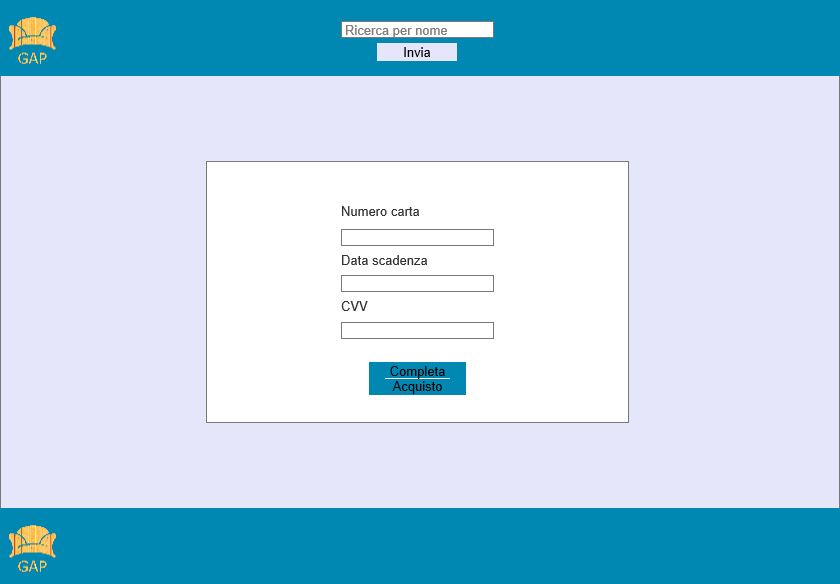 GAP
Ricerca per nome
Invia
Numero carta
Data scadenza
CVV
Completa
Acquisto
GAP